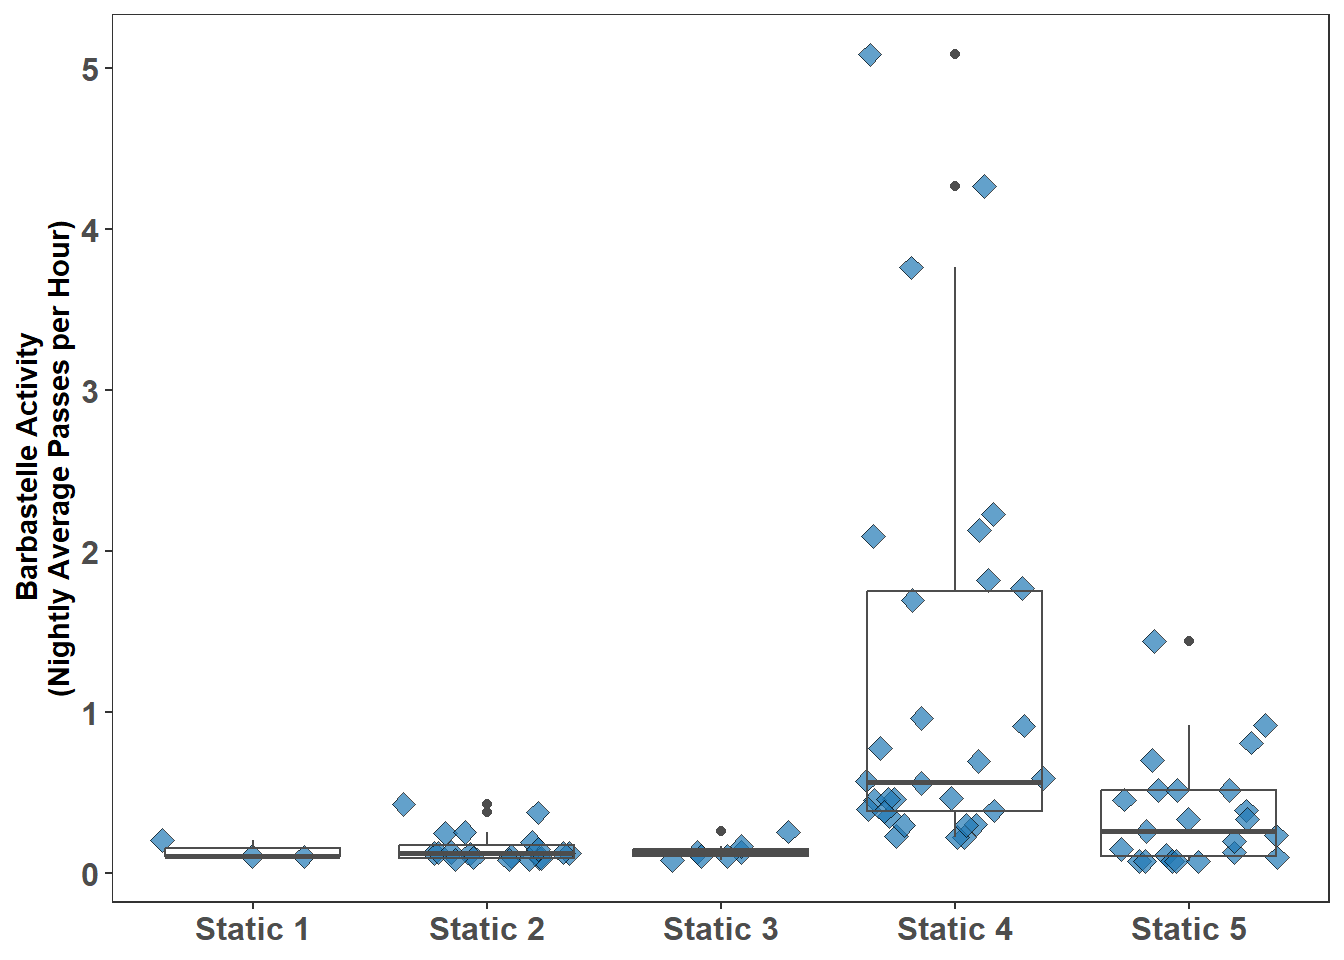 Barbastelle Activity
(Nightly Average Passes per Hour)
5
4
3
2
1
0
Static 1
Static 2
Static 3
Static 4
Static 5